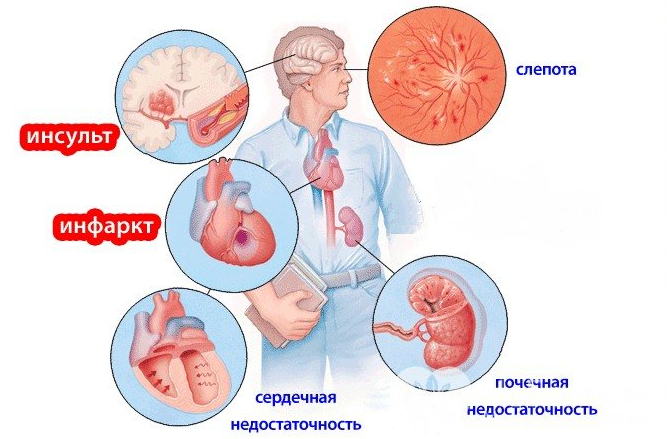 слепота
инсульт
инфаркт
почечная
недостаточность
сердечная
недостаточность